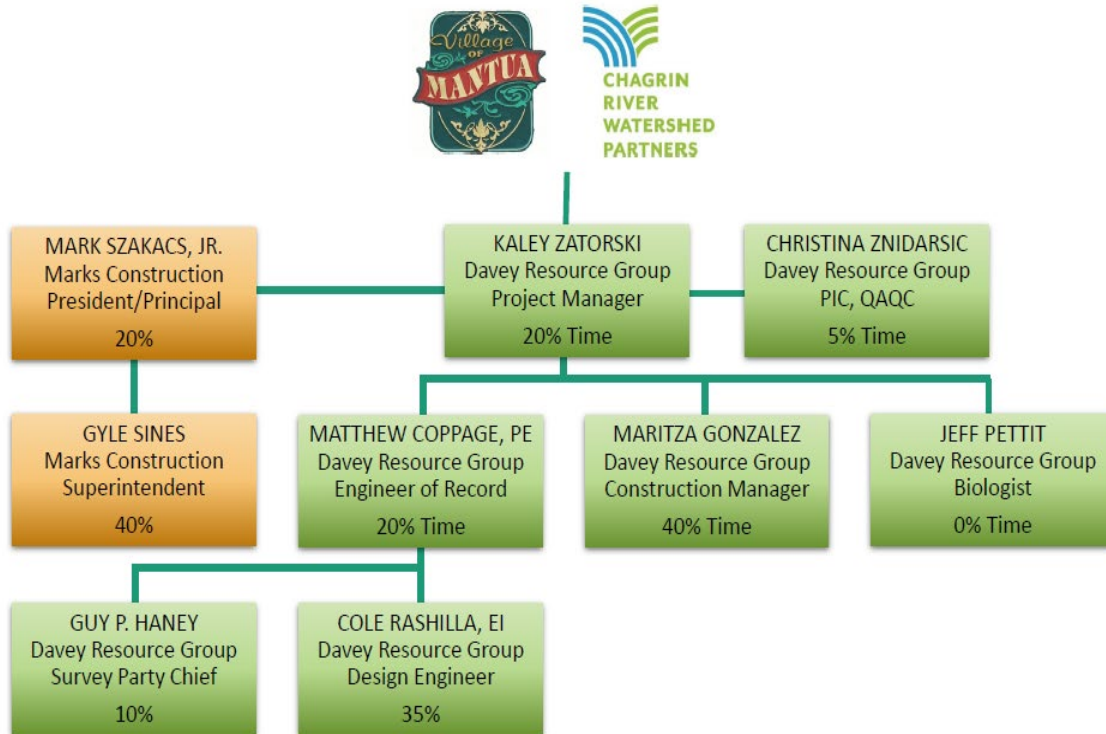 Village
OF
MANTUA
CHAGRIN
RIVER
WATERSHED
PARTNERS
MARK SZAKACS, JR.
Marks Construction
President/Principal
20%
KALEY ZATORSKI
Davey Resource Group
Project Manager
20% Time
CHRISTINA ZNIDARSIC
Davey Resource Group
PIC, QAQC
5% Time
GYLE SINES
Marks Construction
Superintendent
40%
MATTHEW COPPAGE, PE
Davey Resource Group
Engineer of Record
20% Time
MARITZA GONZALEZ
Davey Resource Group
Construction Manager
40% Time
JEFF PETTIT
Davey Resource Group
Biologist
0% Time
GUY P. HANEY
Davey Resource Group
Survey Party Chief
10%
COLE RASHILLA, EI
Davey Resource Group
Design Engineer
35%